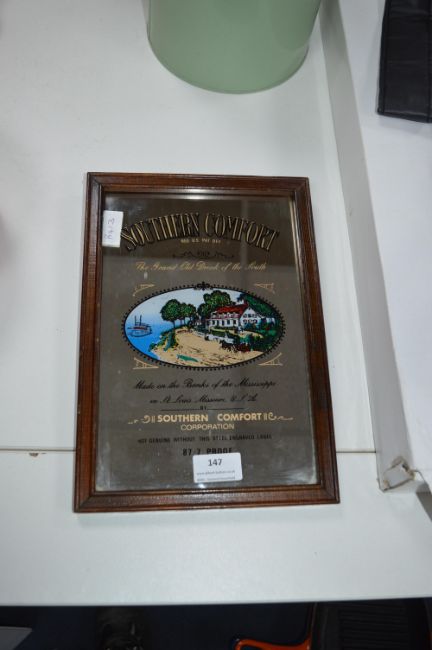 SOUTHERN COMFORT
REG. U.S. PAT. OFF.
The Grand Old Drink of the South
Made on the Banks of the Mississippi
in St. Louis Missouri, U.S.A.
BY
SOUTHERN COMFORT
CORPORATION
NOT GENUINE WITHOUT THIS STEEL ENGRAVED LABEL
87.7 PROOF
147